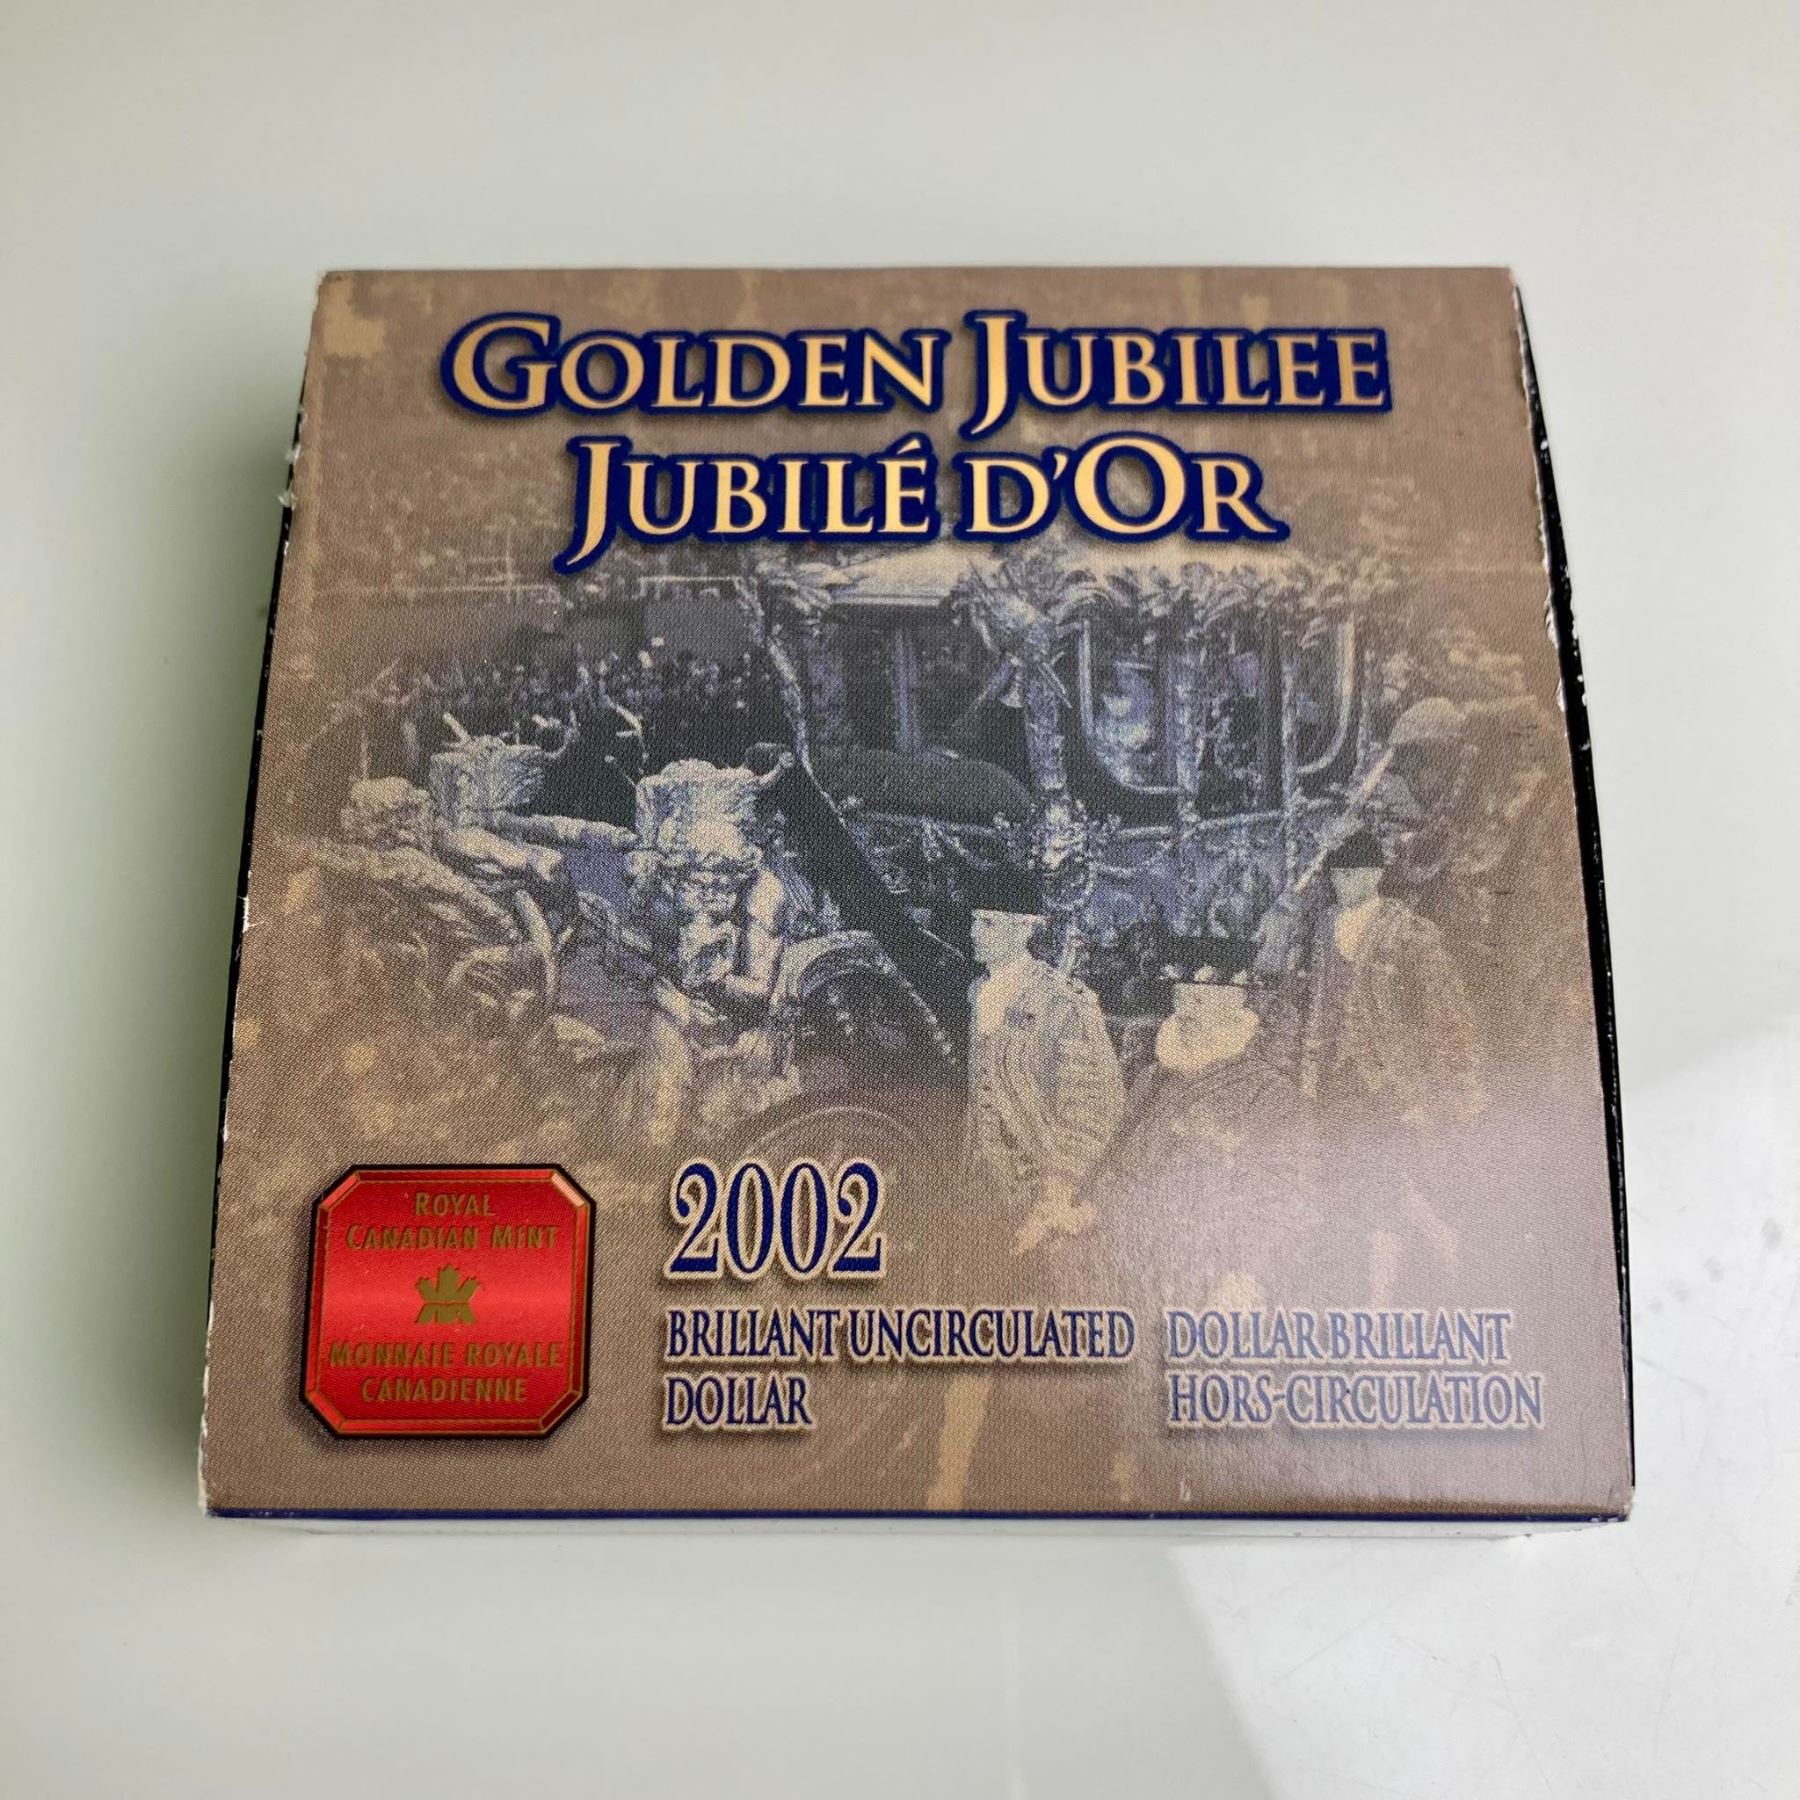 GOLDEN JUBILEE
JUBILÉ D'OR
ROYAL
CANADIAN MINT
MONNAIE ROYALE
CANADIENNE
2002
BRILLANT UNCIRCULATED
DOLLAR
DOLLAR BRILLANT
HORS-CIRCULATION